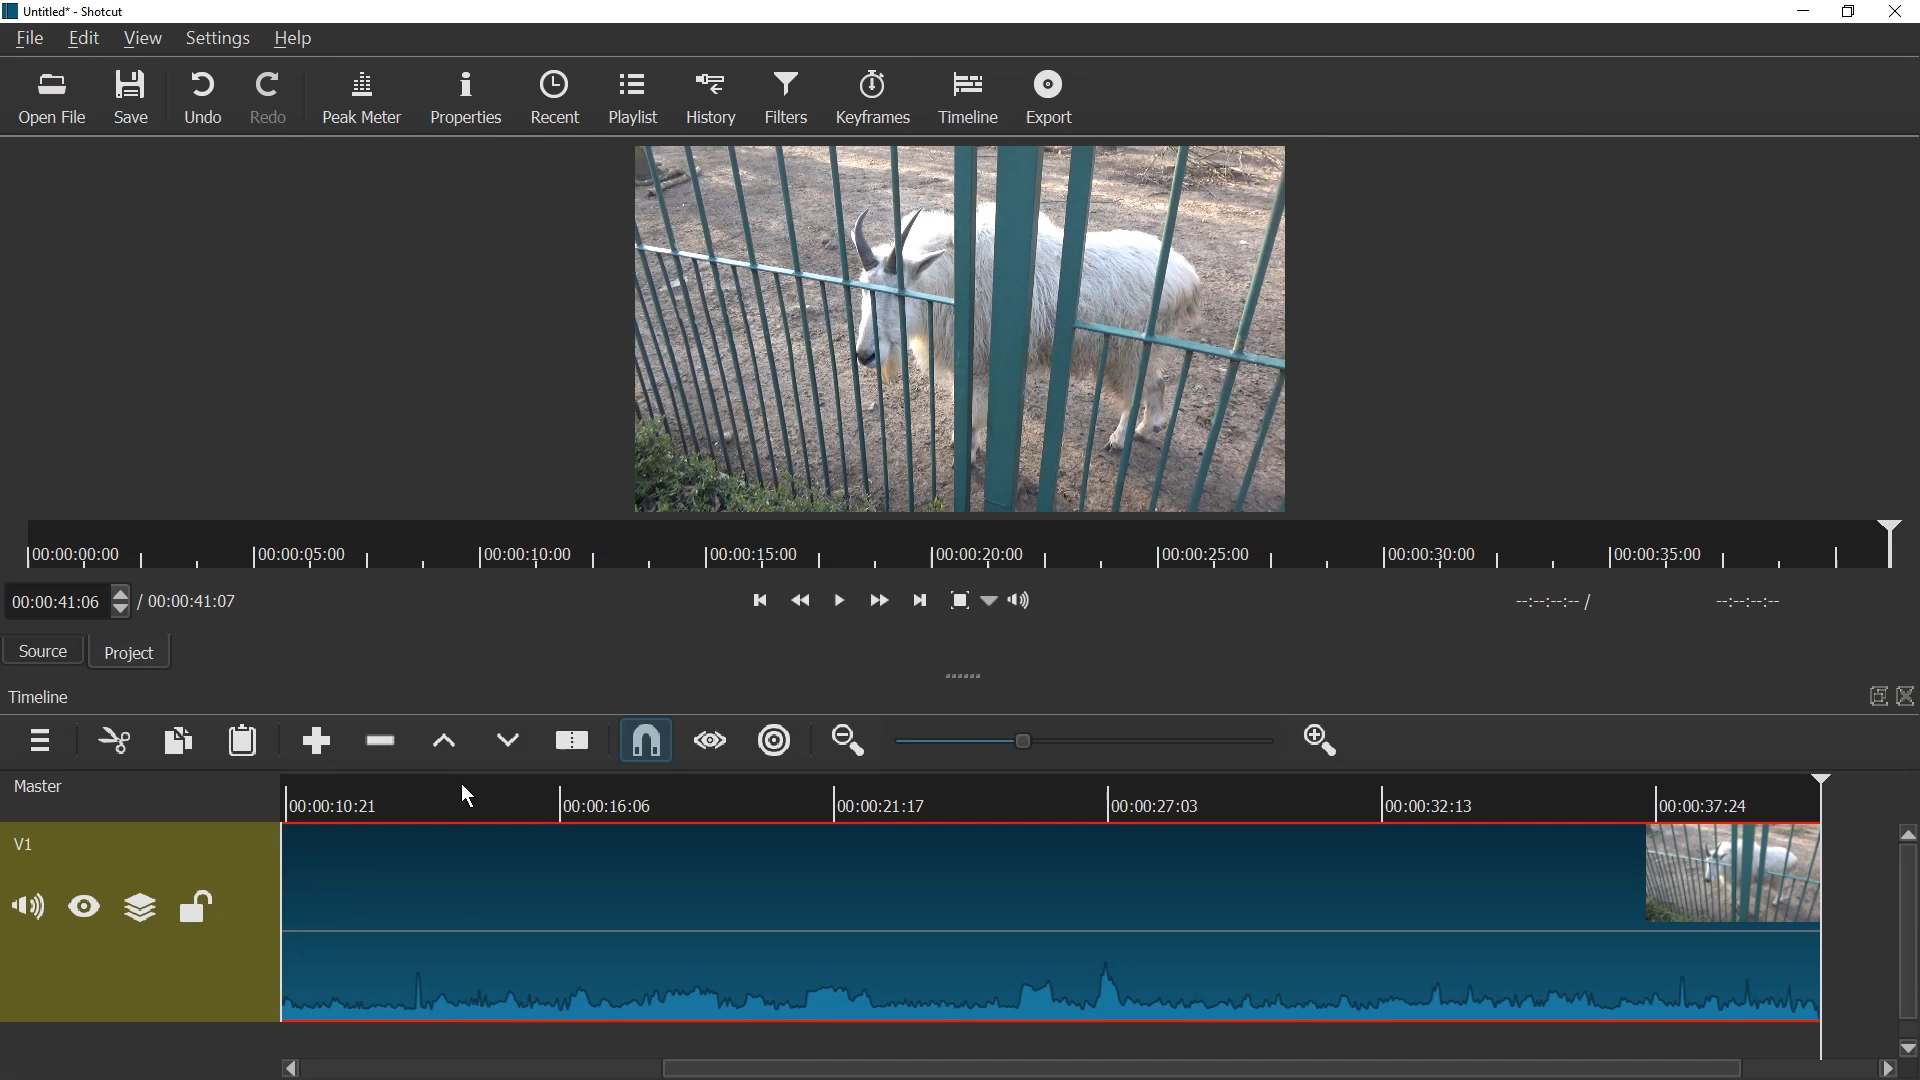 Untitled* - Shotcut
File Edit View Settings Help
Open File Save Undo Redo Peak Meter Properties Recent Playlist History Filters Keyframes Timeline Export
00:00:00:00 00:00:05:00 00:00:10:00 00:00:15:00 00:00:20:00 00:00:25:00 00:00:30:00 00:00:35:00
00:00:41:06 / 00:00:41:07 --:--:--:-- / --:--:--:--
Source Project
Timeline
Master
00:00:10:21 00:00:16:06 00:00:21:17 00:00:27:03 00:00:32:13 00:00:37:24
V1